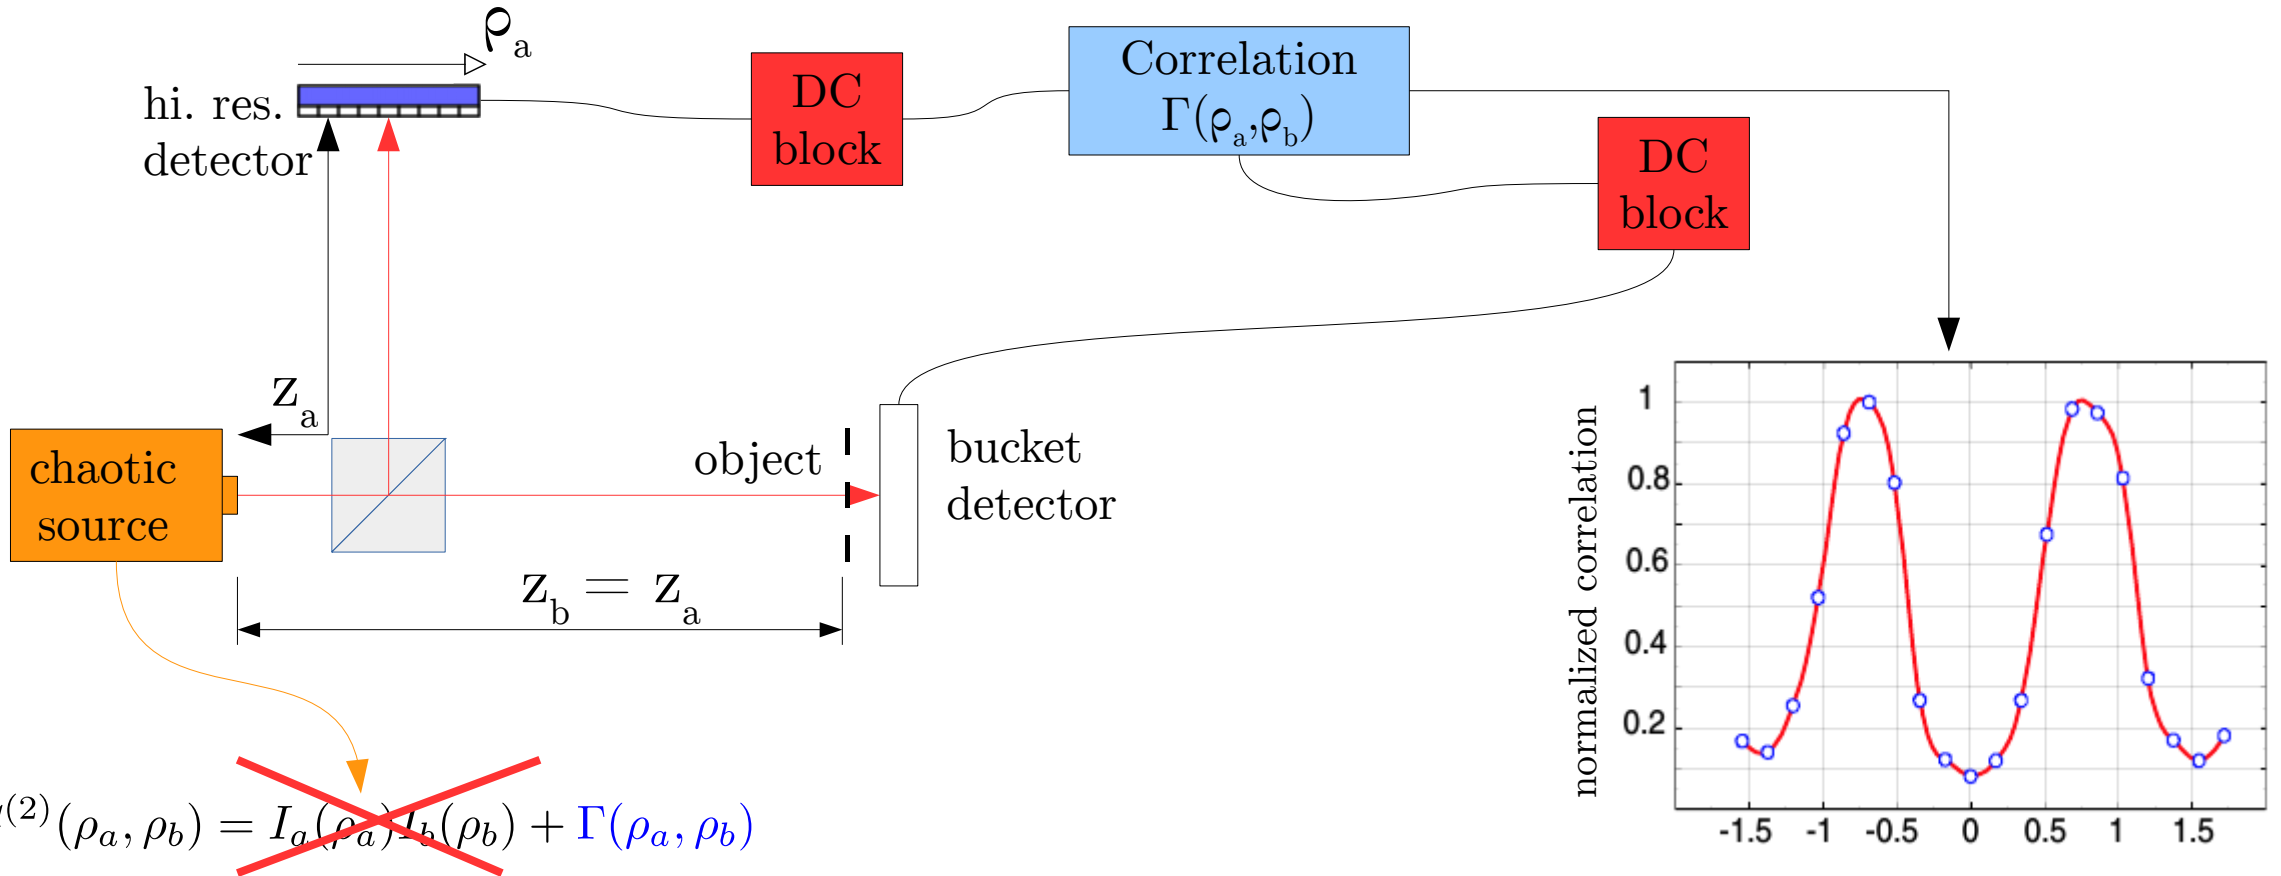 ρa
hi. res.
detector
DC
block
Correlation
Γ(ρa,ρb)
DC
block
za
chaotic
source
object
bucket
detector
zb = za
(2)(ρa, ρb) = Ia(ρa)Ib(ρb) + Γ(ρa, ρb)
normalized correlation
1
0.8
0.6
0.4
0.2
-1.5 -1 -0.5 0 0.5 1 1.5